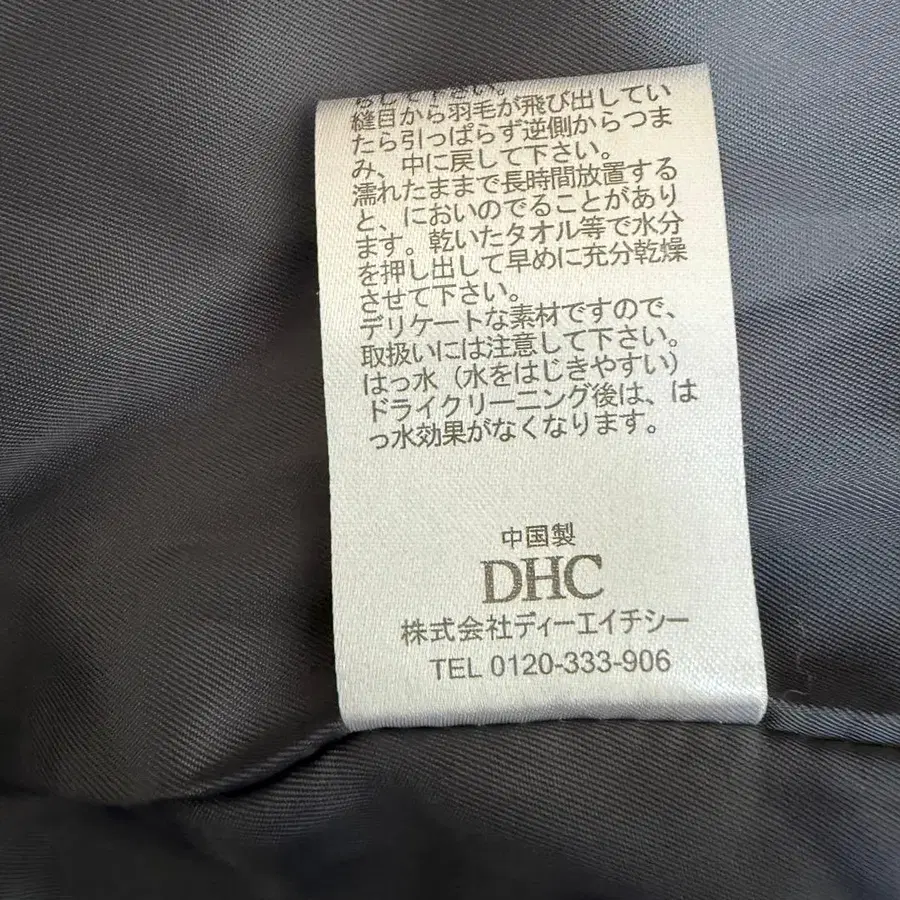 らして下さい。
縫目から羽毛が飛び出してい
たら引っぱらず逆側からつま
み、中に戻して下さい。
濡れたままで長時間放置する
と、においのでることがあり
ます。乾いたタオル等で水分
を押し出して早めに充分乾燥
させて下さい。
デリケートな素材ですので、
取扱いには注意して下さい。
はっ水（水をはじきやすい）
ドライクリーニング後は、は
っ水効果がなくなります。
中国製
DHC
株式会社ディーエイチシー
TEL 0120-333-906